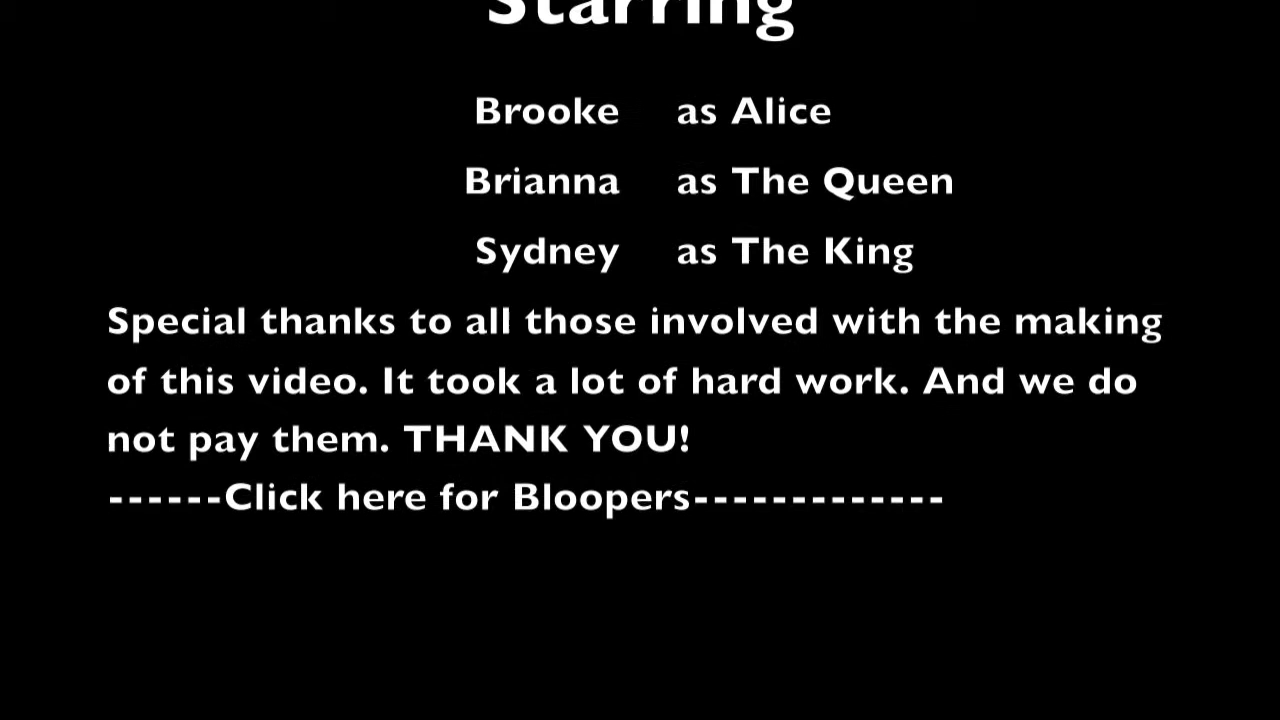 Starring
Brooke as Alice
Brianna as The Queen
Sydney as The King
Special thanks to all those involved with the making
of this video. It took a lot of hard work. And we do
not pay them. THANK YOU!
------Click here for Bloopers-------------